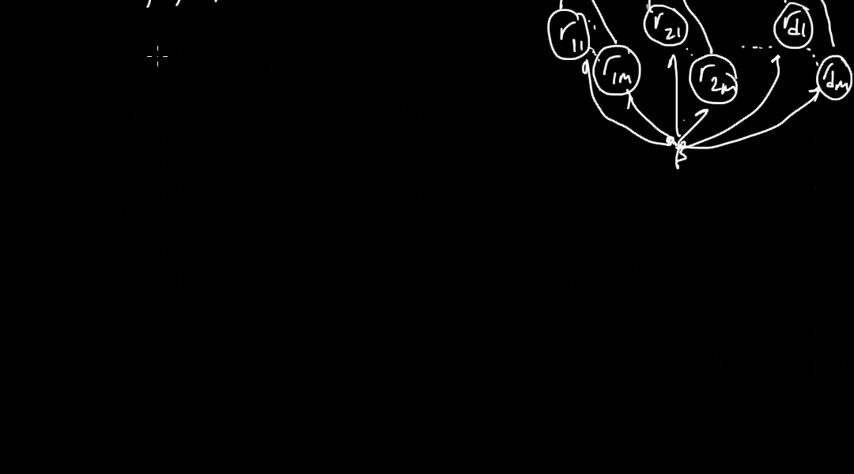 r11 r21 rd1
r1m r2m ..... rdm
β